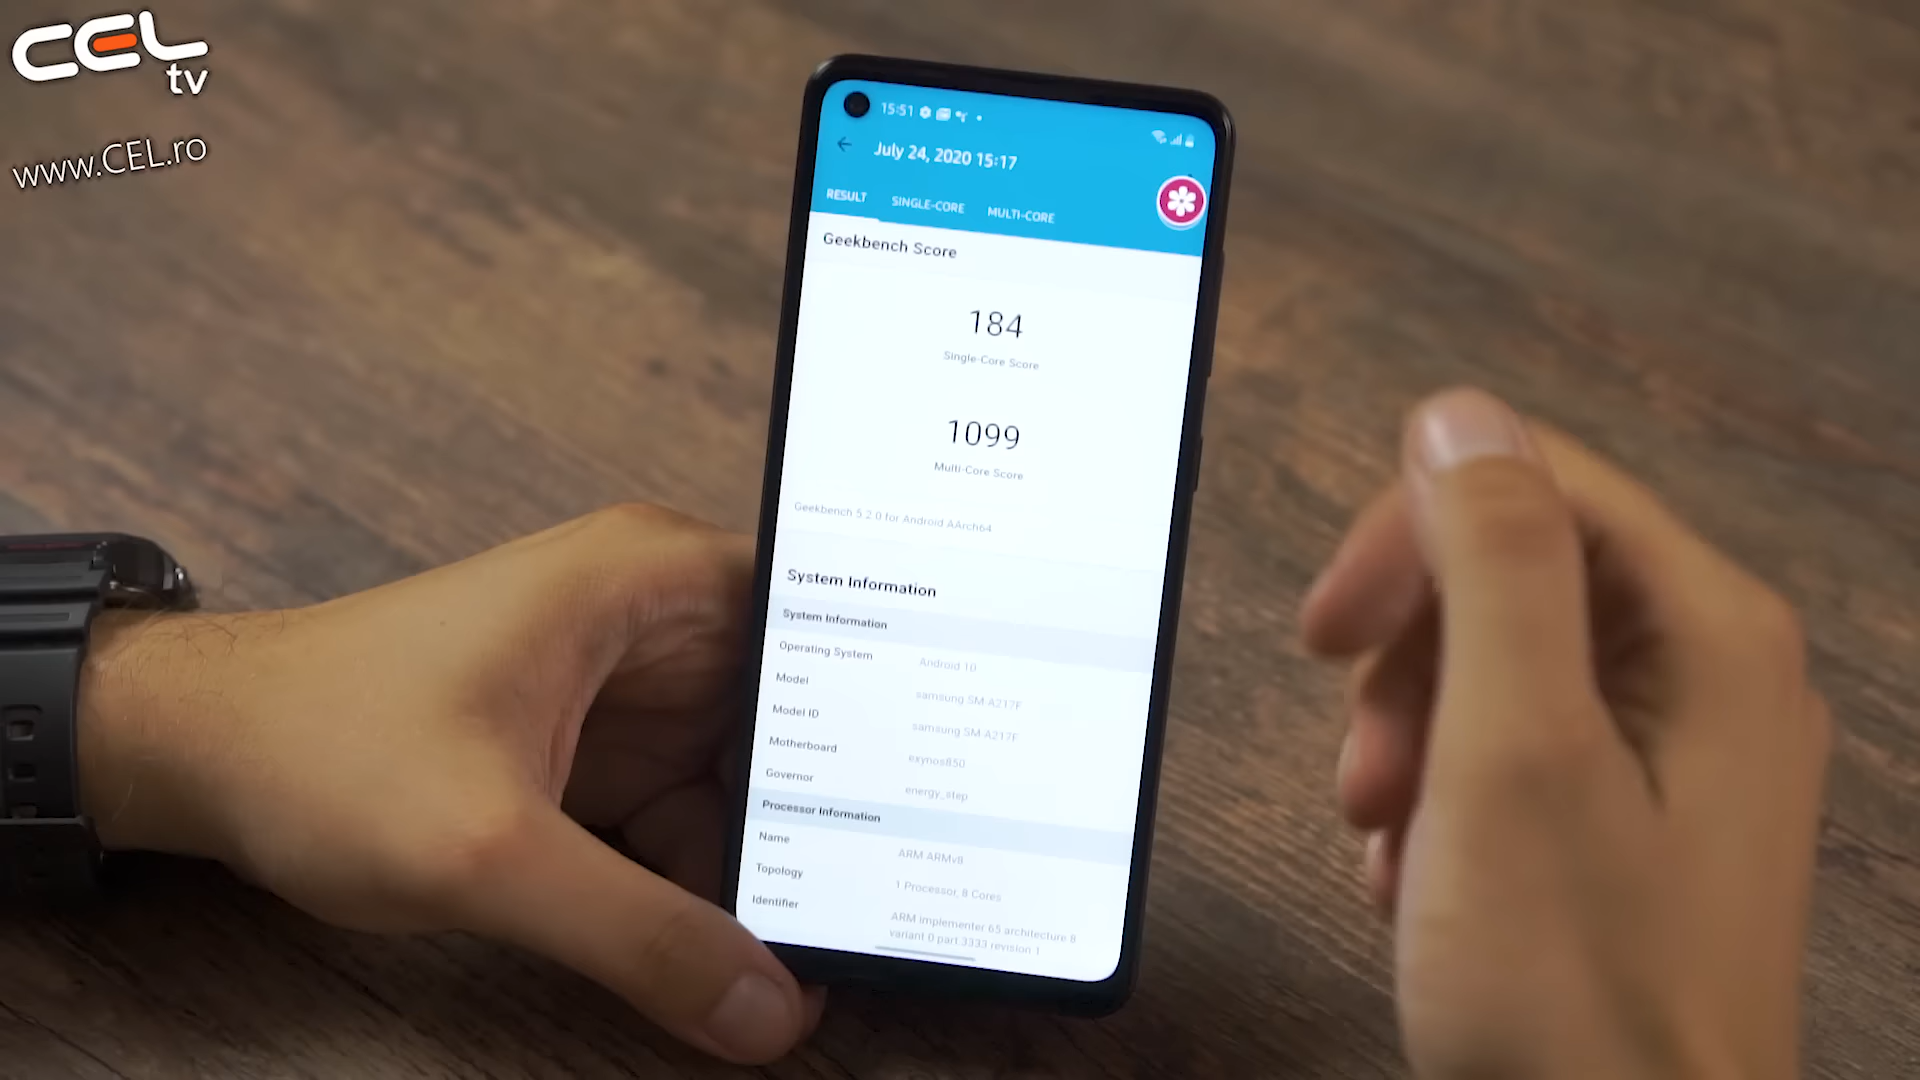 CEL
tv
www.CEL.ro
15:51
July 24, 2020 15:17
RESULT SINGLE-CORE MULTI-CORE
Geekbench Score
184
Single-Core Score
1099
Multi-Core Score
Geekbench 5.2.0 for Android AArch64
System Information
System Information
Operating System Android 10
Model samsung SM-A217F
Model ID samsung SM-A217F
Motherboard exynos850
Governor energy_step
Processor Information
Name ARM ARMv8
Topology 1 Processor, 8 Cores
Identifier ARM implementer 65 architecture 8
variant 0 part 3333 revision 1